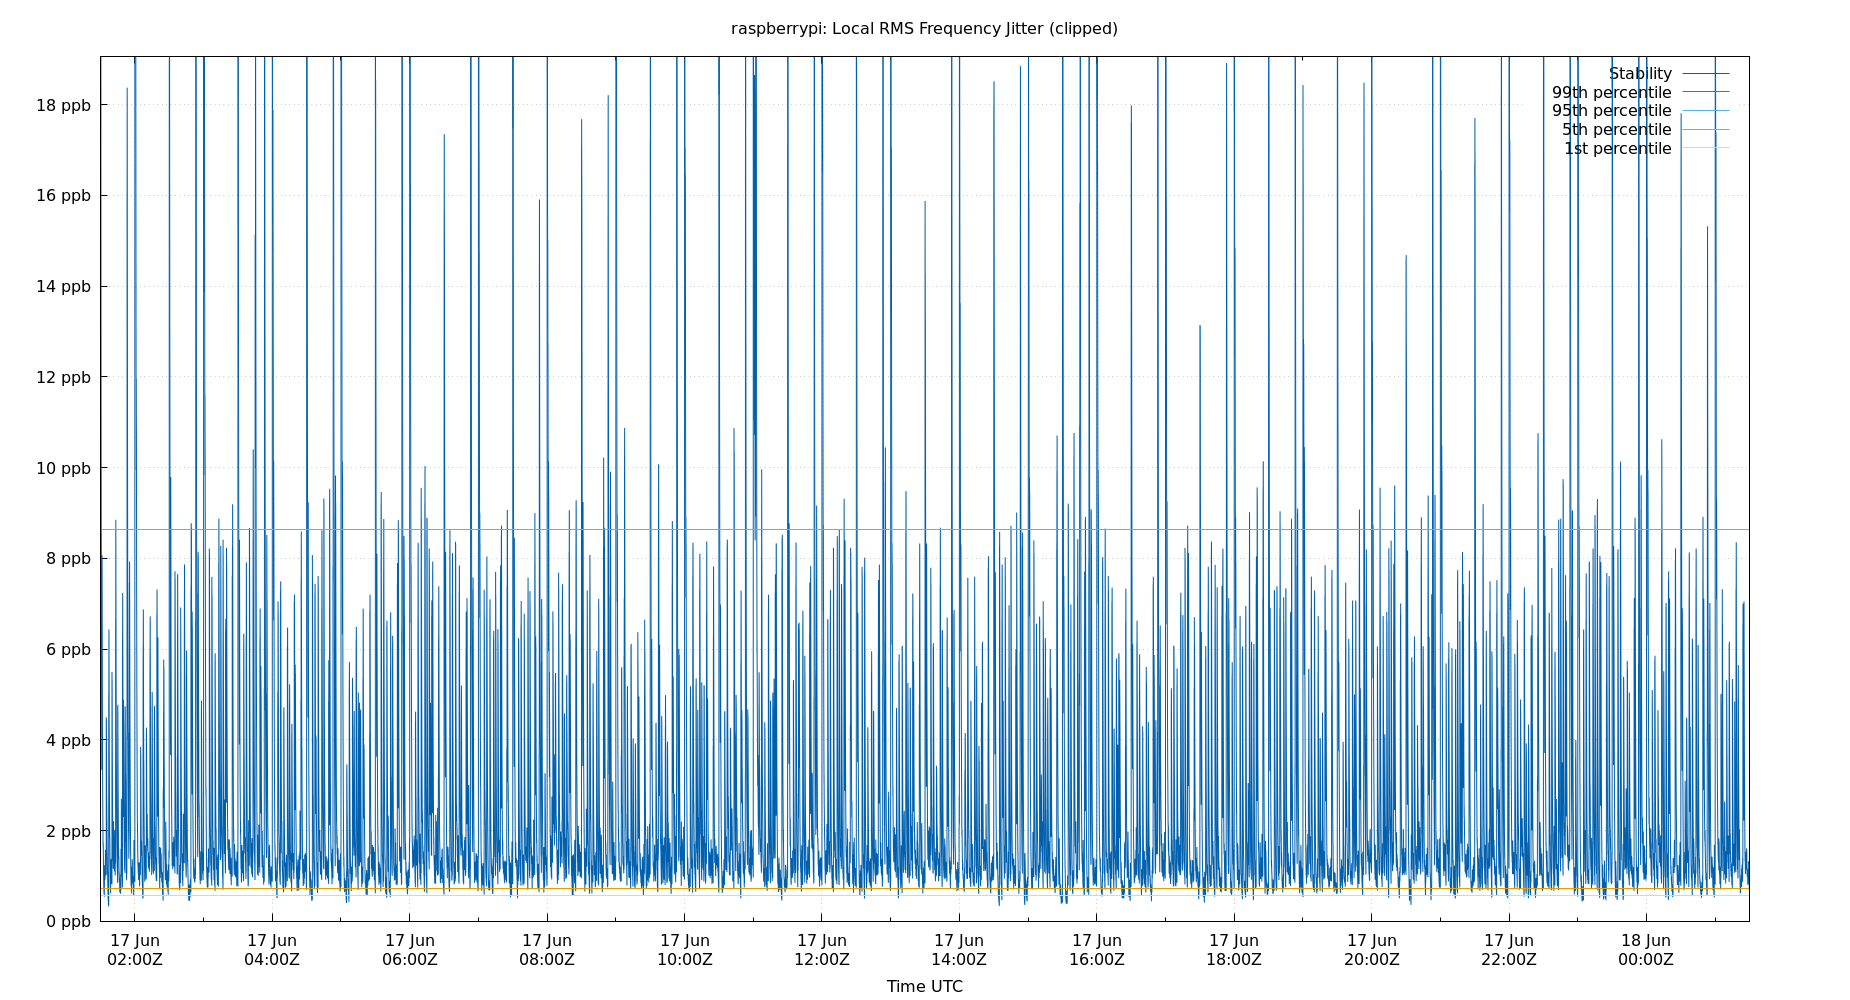 raspberrypi: Local RMS Frequency Jitter (clipped)
Stability
99th percentile
95th percentile
5th percentile
1st percentile
18 ppb
16 ppb
14 ppb
12 ppb
10 ppb
8 ppb
6 ppb
4 ppb
2 ppb
0 ppb
17 Jun 17 Jun 17 Jun 17 Jun 17 Jun 17 Jun 17 Jun 17 Jun 17 Jun 17 Jun 17 Jun 18 Jun
02:00Z 04:00Z 06:00Z 08:00Z 10:00Z 12:00Z 14:00Z 16:00Z 18:00Z 20:00Z 22:00Z 00:00Z
Time UTC